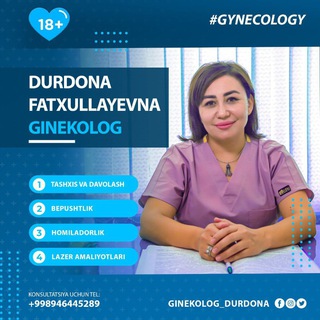 18+
#GYNECOLOGY
DURDONA
FATXULLAYEVNA
GINEKOLOG
1 TASHXIS VA DAVOLASH
2 BEPUSHTLIK
3 HOMILADORLIK
4 LAZER AMALIYOTLARI
KONSULTATSIYA UCHUN TEL:
+998946445289
GINEKOLOG_DURDONA